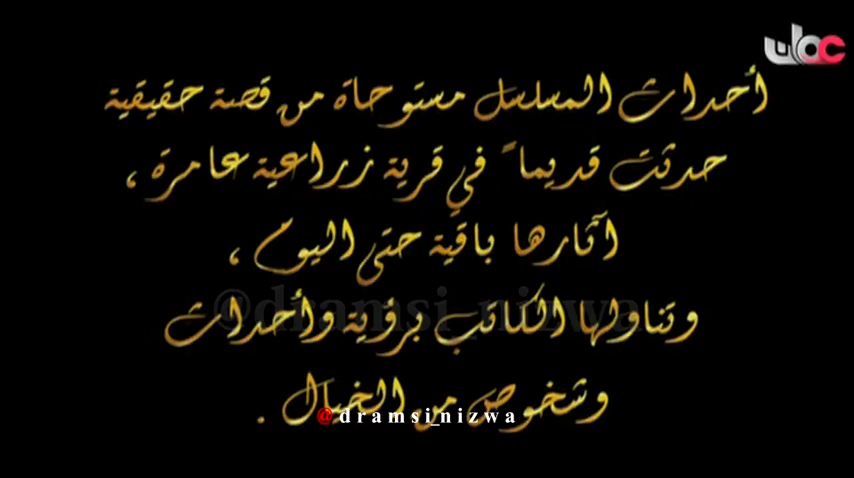 أحداث المسلسل مستوحاة من قصة حقيقية
حدثت قديماً في قرية زراعية عامرة ،
آثارها باقية حتى اليوم ،
وتناولها الكاتب برؤية وأحداث
@dramsi_nizwa
وشخوص من الخيال .
@dramsi_nizwa